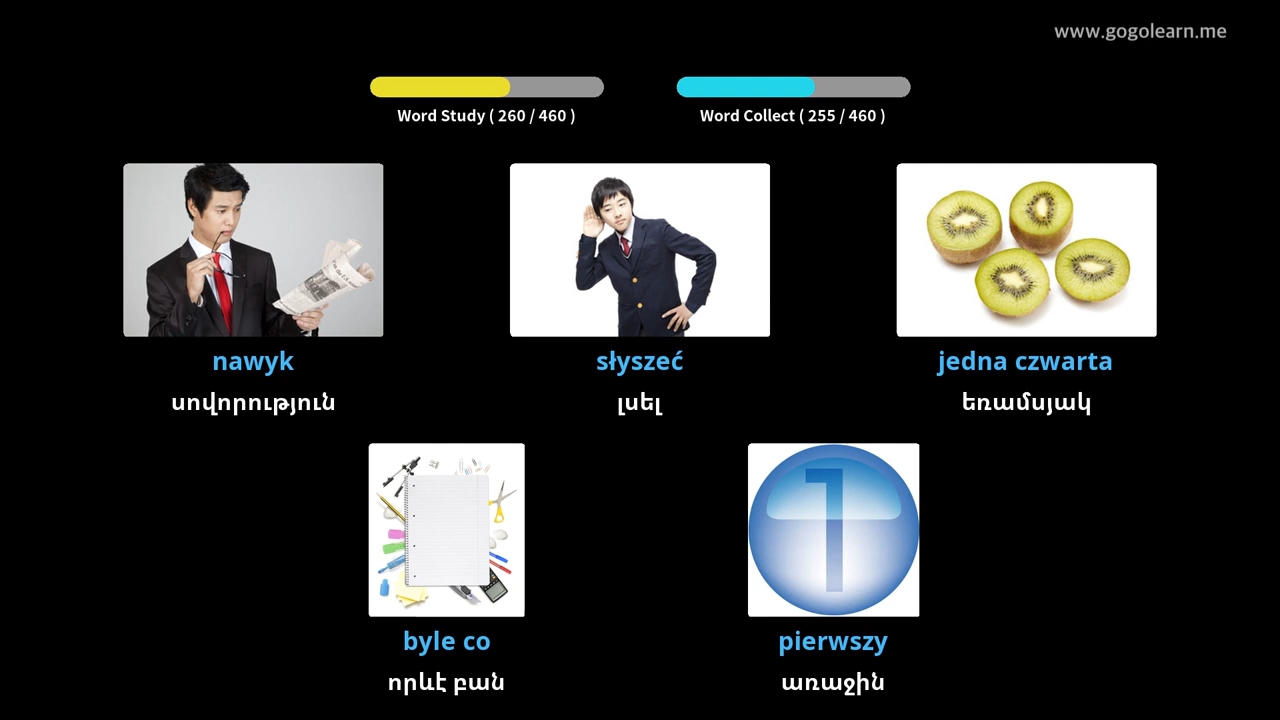 www.gogolearn.me
Word Study ( 260 / 460 )
Word Collect ( 255 / 460 )
nawyk
սովորություն
słyszeć
լսել
jedna czwarta
եռամսյակ
byle co
որևէ բան
pierwszy
առաջին
1